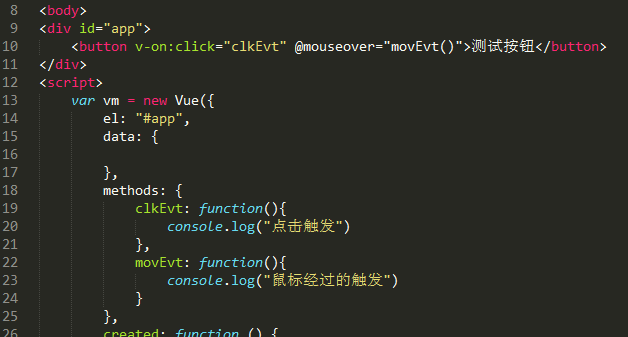 8 <body>
9 <div id="app">
10 <button v-on:click="clkEvt" @mouseover="movEvt()">测试按钮</button>
11 </div>
12 <script>
13 var vm = new Vue({
14 el: "#app",
15 data: {
16
17 },
18 methods: {
19 clkEvt: function(){
20 console.log("点击触发")
21 },
22 movEvt: function(){
23 console.log("鼠标经过的触发")
24 }
25 },
26 created: function () {